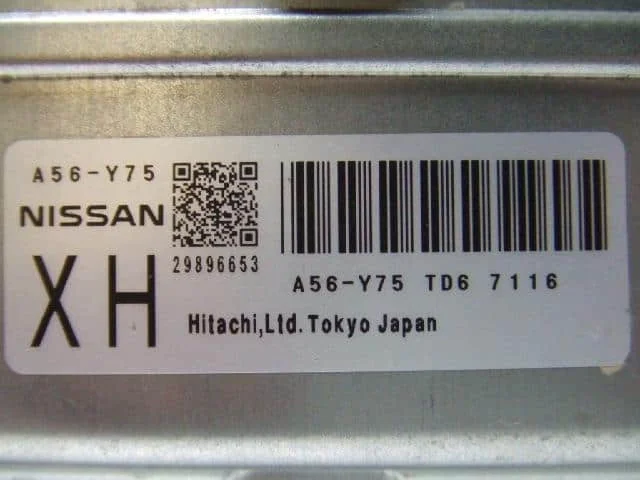 A56-Y75
NISSAN
XH
29896653
A56-Y75 TD6 7116
Hitachi,Ltd.Tokyo Japan